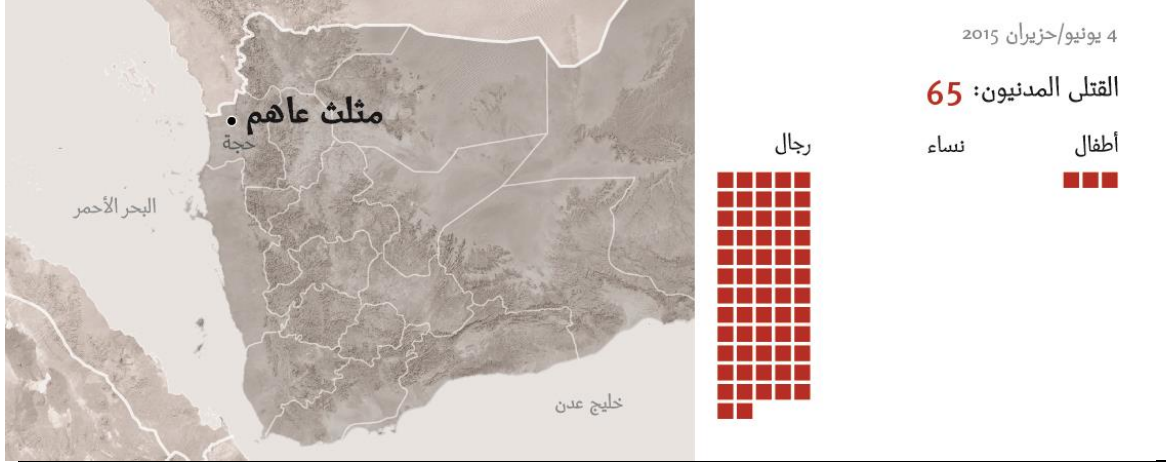 4 يونيو/حزيران 2015
القتلى المدنيون: 65
أطفال نساء رجال
مثلث عاهم
حجة
البحر الأحمر
خليج عدن